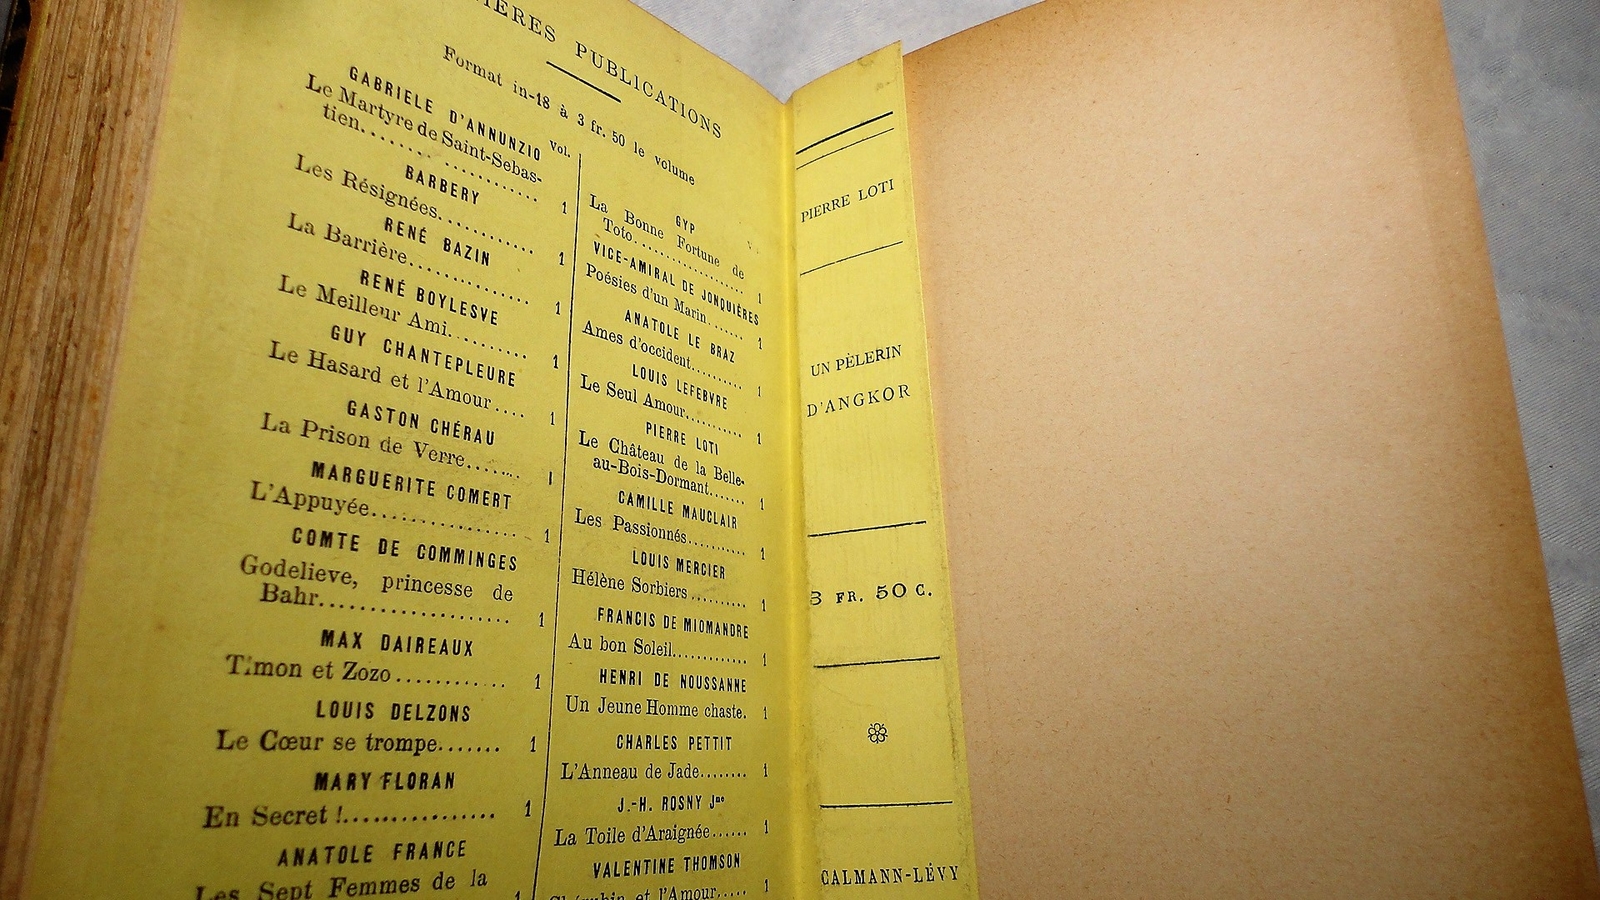 PUBLICATIONS
Format in-18 à 3 fr. 50 le volume
Vol.
GABRIELE D'ANNUNZIO
Le Martyre de Saint-Sebas-
tien................ 1
BARBERY
Les Résignées........... 1
RENÉ BAZIN
La Barrière............ 1
RENÉ BOYLESVE
Le Meilleur Ami.......... 1
GUY CHANTEPLEURE
Le Hasard et l'Amour.... 1
GASTON CHÉRAU
La Prison de Verre...... 1
MARGUERITE COMERT
L'Appuyée.............. 1
COMTE DE COMMINGES
Godelieve, princesse de
Bahr.................. 1
MAX DAIREAUX
Timon et Zozo........... 1
LOUIS DELZONS
Le Cœur se trompe....... 1
MARY FLORAN
En Secret !............... 1
ANATOLE FRANCE
Les Sept Femmes de la
1
GYP
La Bonne Fortune de
Toto................ 1
VICE-AMIRAL DE JONQUIÈRES
Poésies d'un Marin...... 1
ANATOLE LE BRAZ
Ames d'occident......... 1
LOUIS LEFEBVRE
Le Seul Amour.......... 1
PIERRE LOTI
Le Château de la Belle-
au-Bois-Dormant....... 1
CAMILLE MAUCLAIR
Les Passionnés.......... 1
LOUIS MERCIER
Hélène Sorbiers.......... 1
FRANCIS DE MIOMANDRE
Au bon Soleil............ 1
HENRI DE NOUSSANNE
Un Jeune Homme chaste. 1
CHARLES PETTIT
L'Anneau de Jade........ 1
J.-H. ROSNY Jne
La Toile d'Araignée...... 1
VALENTINE THOMSON
Chérubin et l'Amour..... 1
PIERRE LOTI
UN PÈLERIN
D'ANGKOR
3 FR. 50 C.
CALMANN-LÉVY